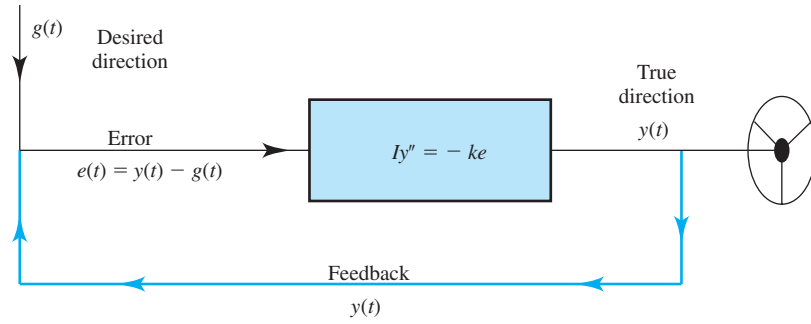 g(t)
Desired
direction
True
direction
y(t)
Error
e(t) = y(t) − g(t)
Iy″ = − ke
Feedback
y(t)